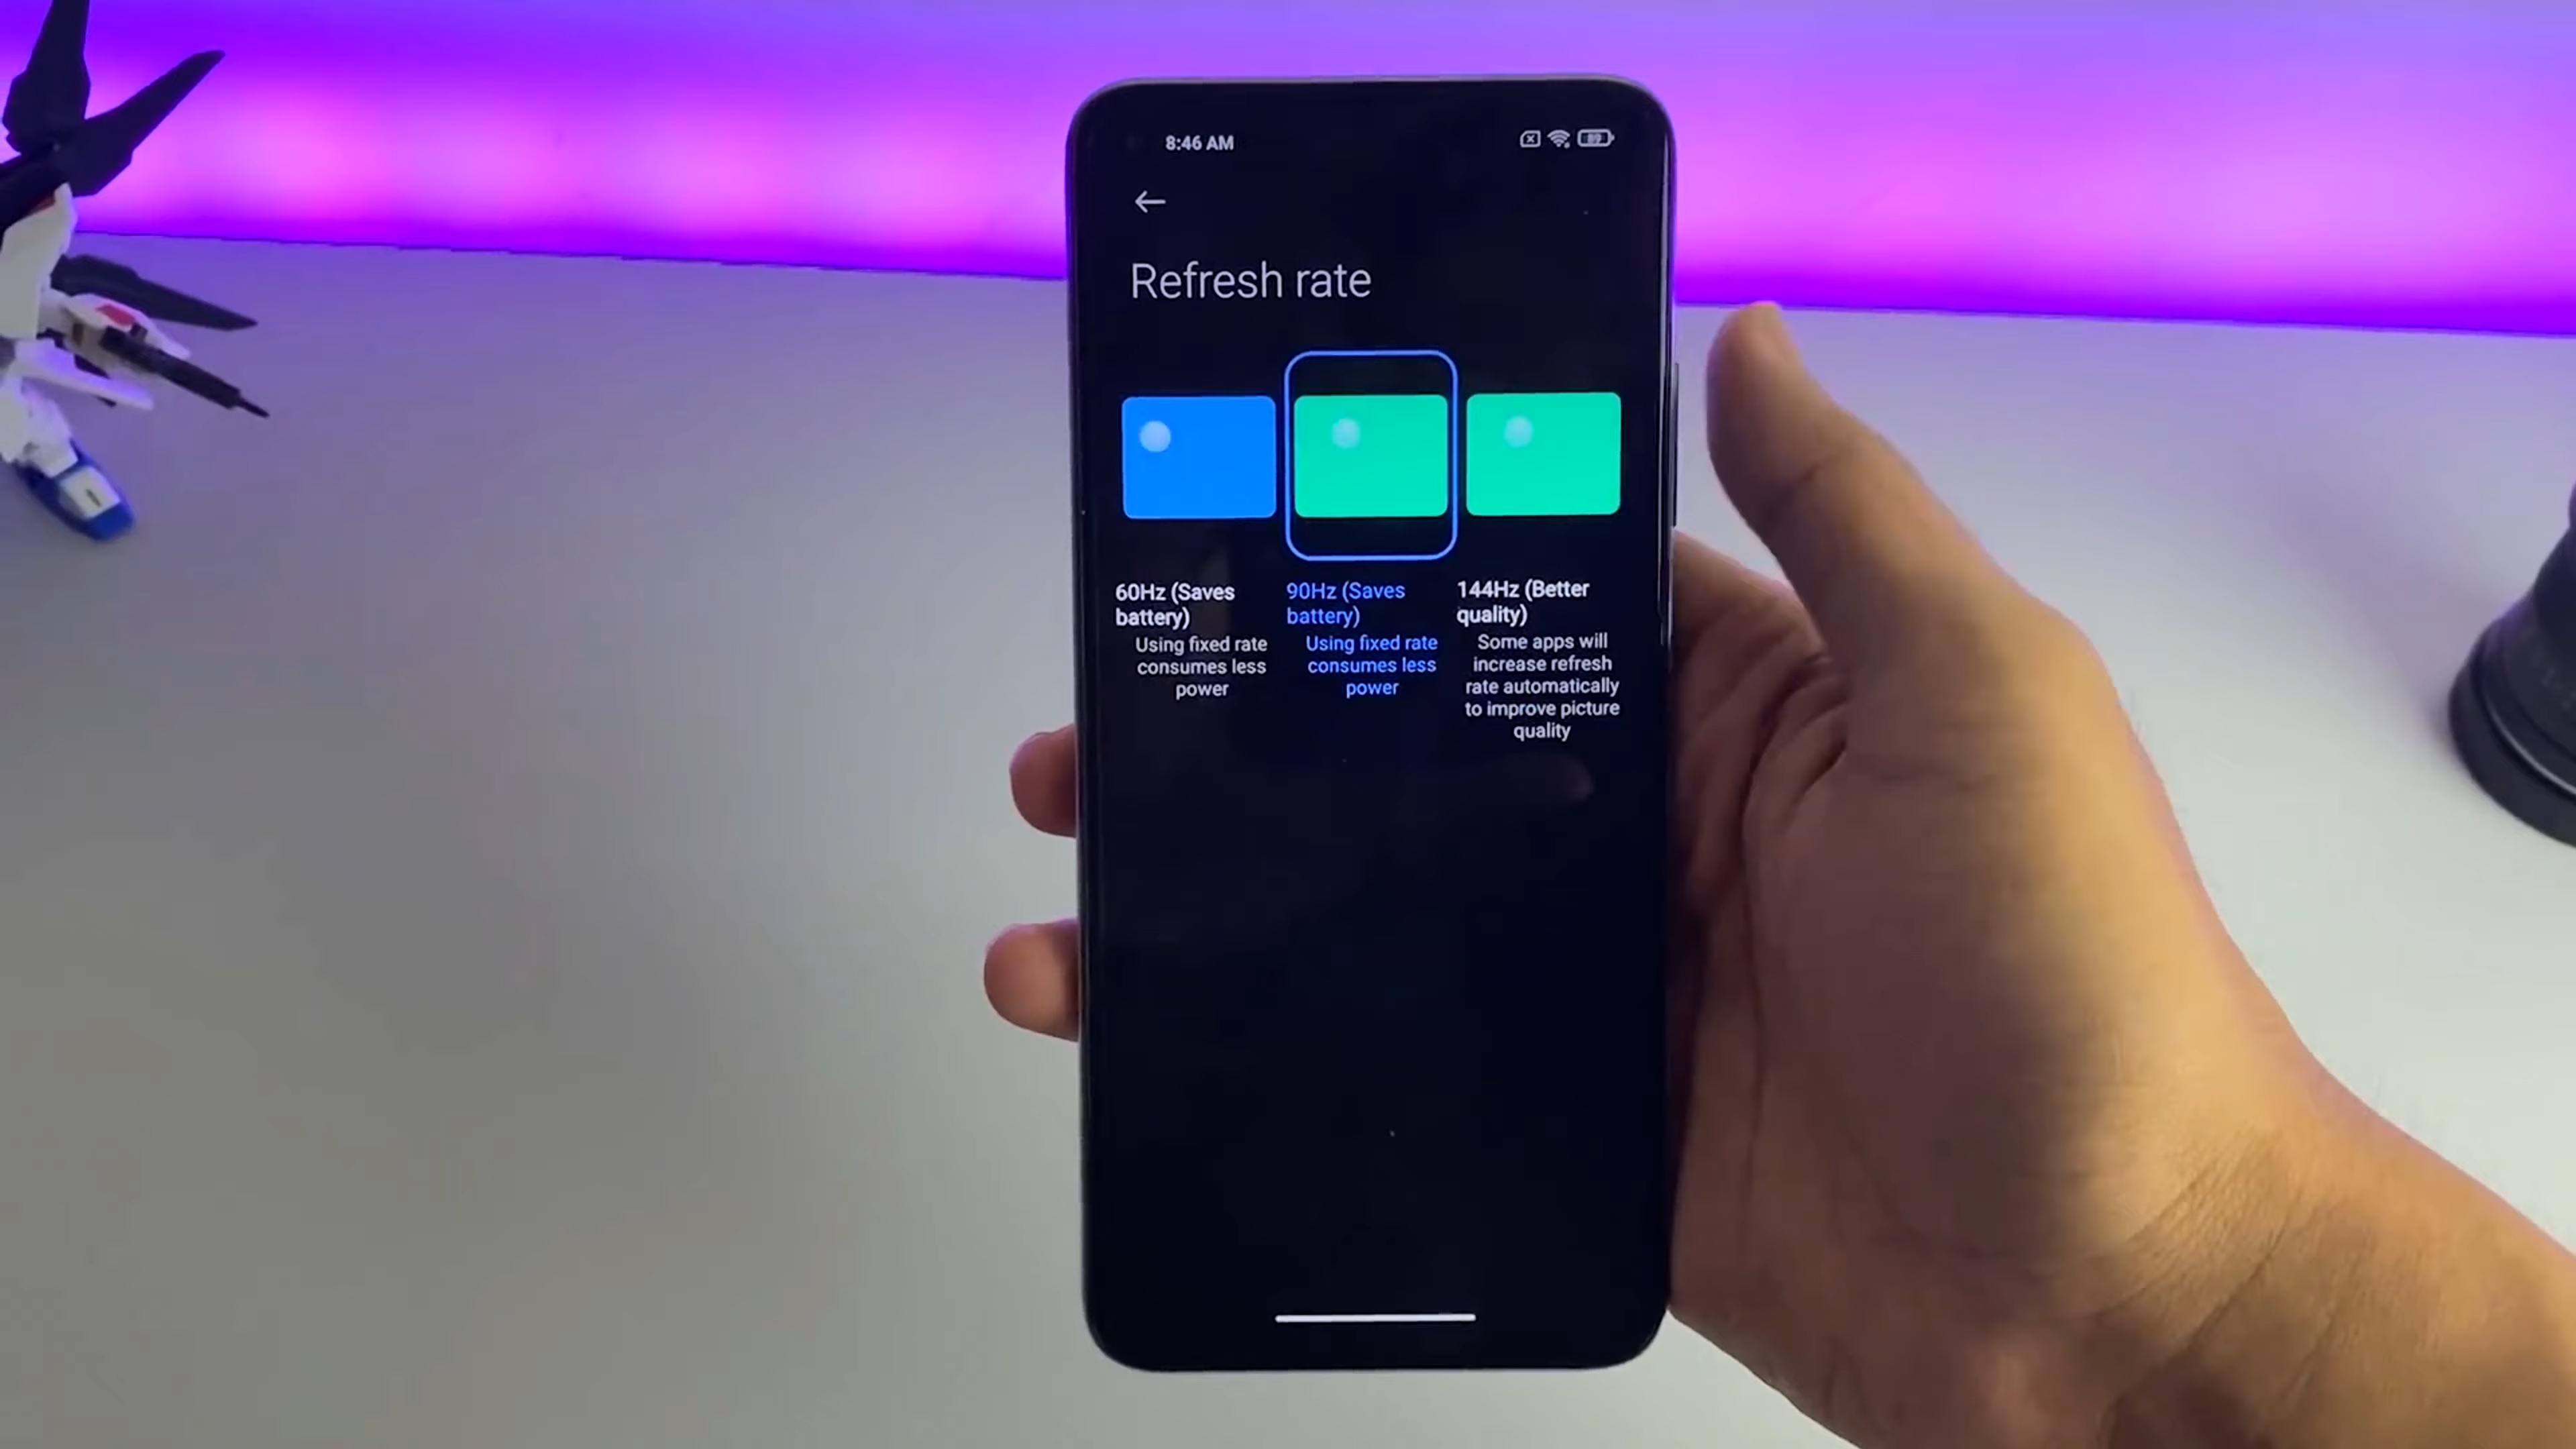 8:46 AM
89
Refresh rate
60Hz (Saves
battery)
Using fixed rate
consumes less
power
90Hz (Saves
battery)
Using fixed rate
consumes less
power
144Hz (Better
quality)
Some apps will
increase refresh
rate automatically
to improve picture
quality